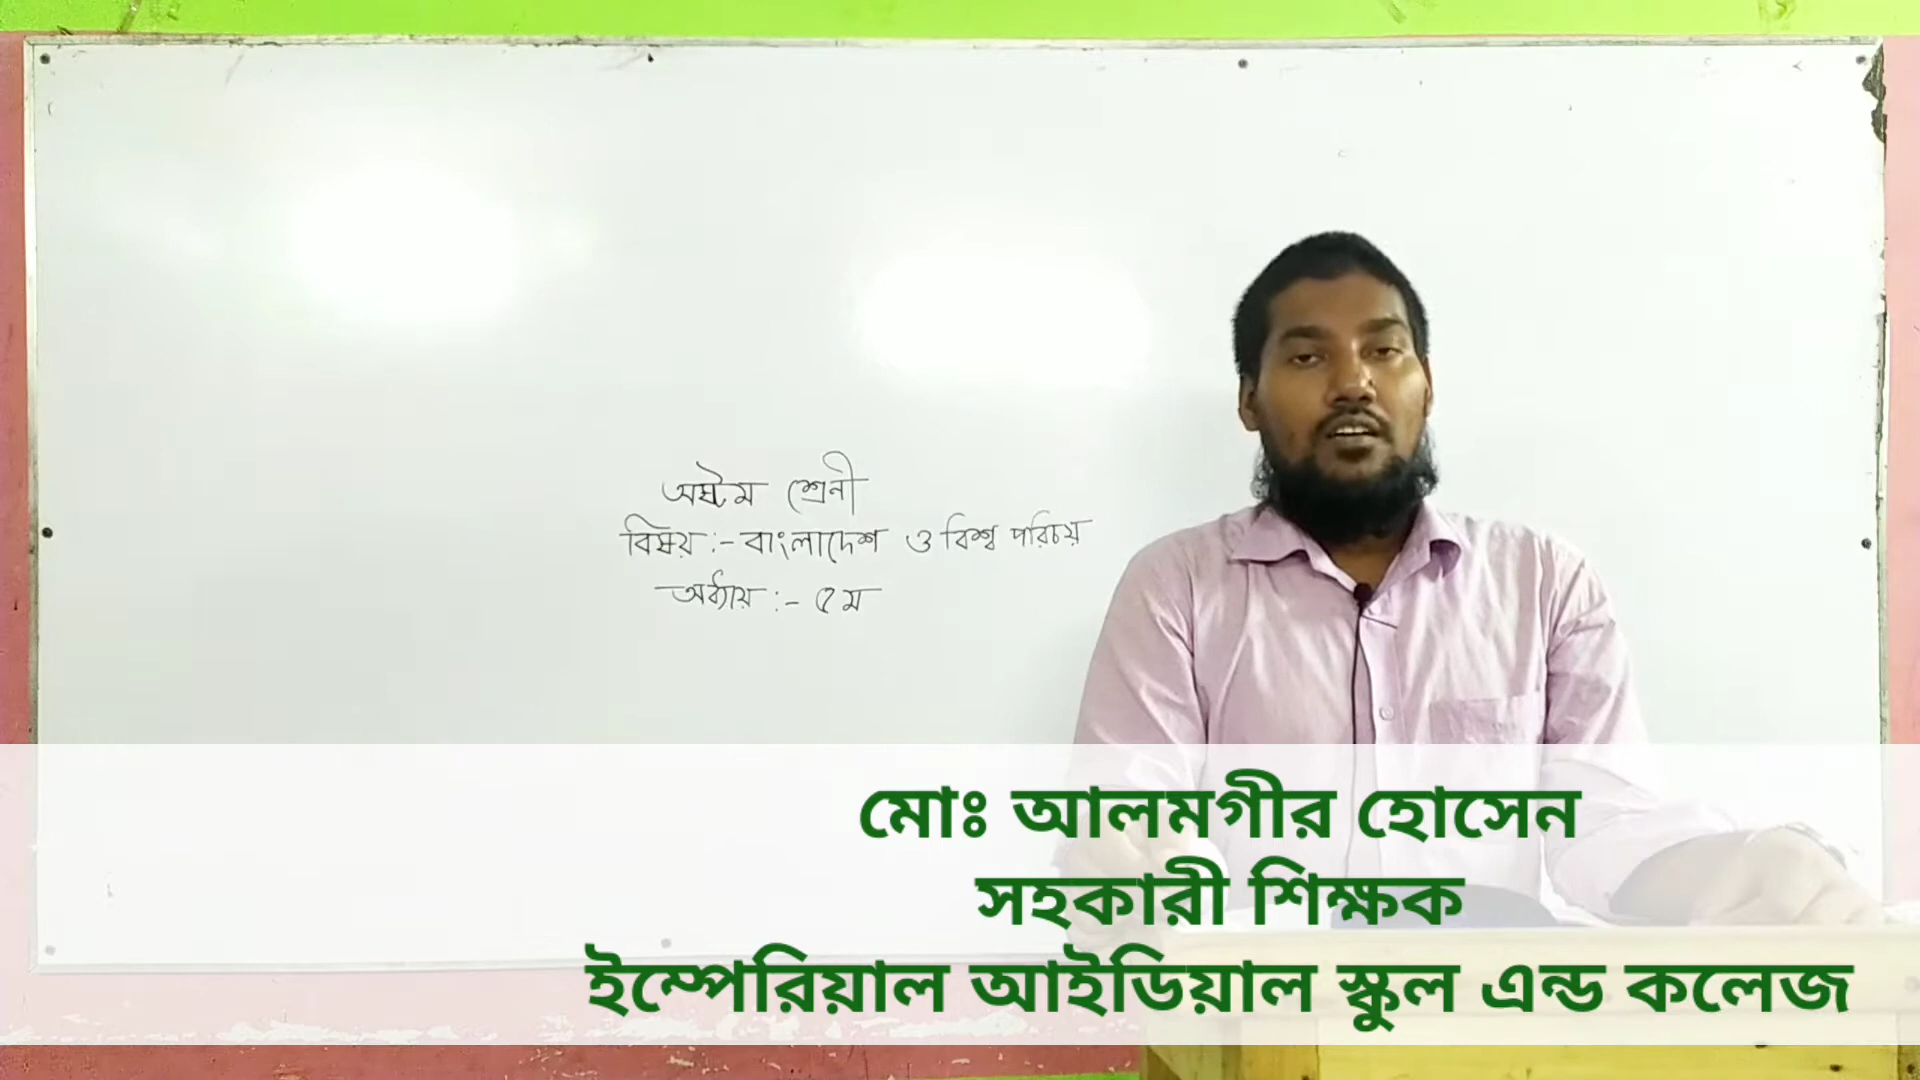 অষ্টম শ্রেনী
বিষয় :- বাংলাদেশ ও বিশ্ব পরিচয়
অধ্যায় :- ৫ম
মোঃ আলমগীর হোসেন
সহকারী শিক্ষক
ইম্পেরিয়াল আইডিয়াল স্কুল এন্ড কলেজ